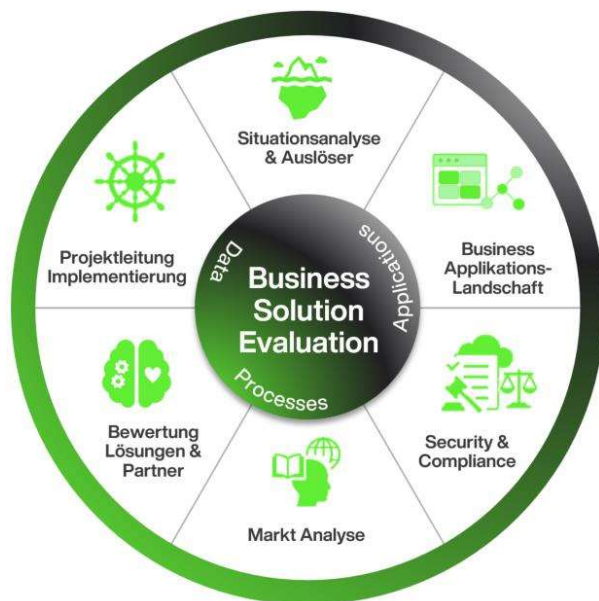 Situationsanalyse
& Auslöser
Business
Applikations-
Landschaft
Security &
Compliance
Markt Analyse
Bewertung
Lösungen &
Partner
Projektleitung
Implementierung
Data
Applications
Processes
Business
Solution
Evaluation